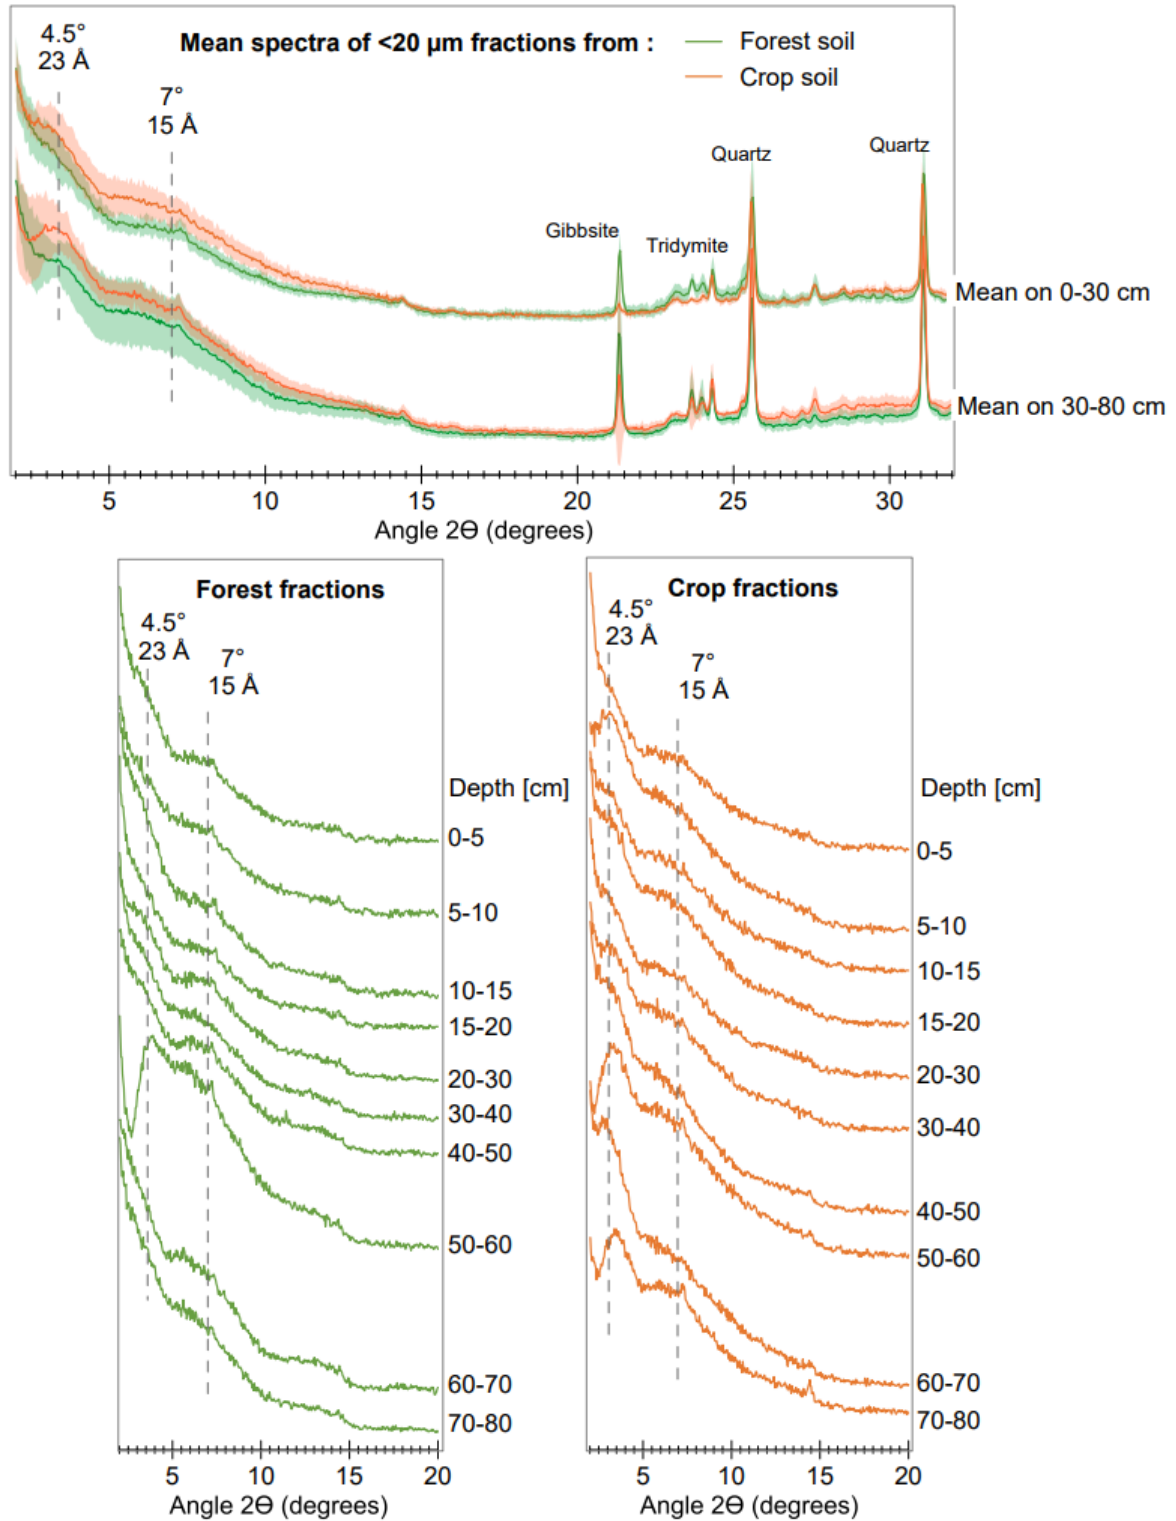 4.5°
23 Å
Mean spectra of <20 µm fractions from :
Forest soil
Crop soil
7°
15 Å
Quartz
Quartz
Gibbsite
Tridymite
Mean on 0-30 cm
Mean on 30-80 cm
5
10
15
20
25
30
Angle 2Θ (degrees)
Forest fractions
4.5°
23 Å
7°
15 Å
Depth [cm]
0-5
5-10
10-15
15-20
20-30
30-40
40-50
50-60
60-70
70-80
5
10
15
20
Angle 2Θ (degrees)
Crop fractions
4.5°
23 Å
7°
15 Å
Depth [cm]
0-5
5-10
10-15
15-20
20-30
30-40
40-50
50-60
60-70
70-80
5
10
15
20
Angle 2Θ (degrees)